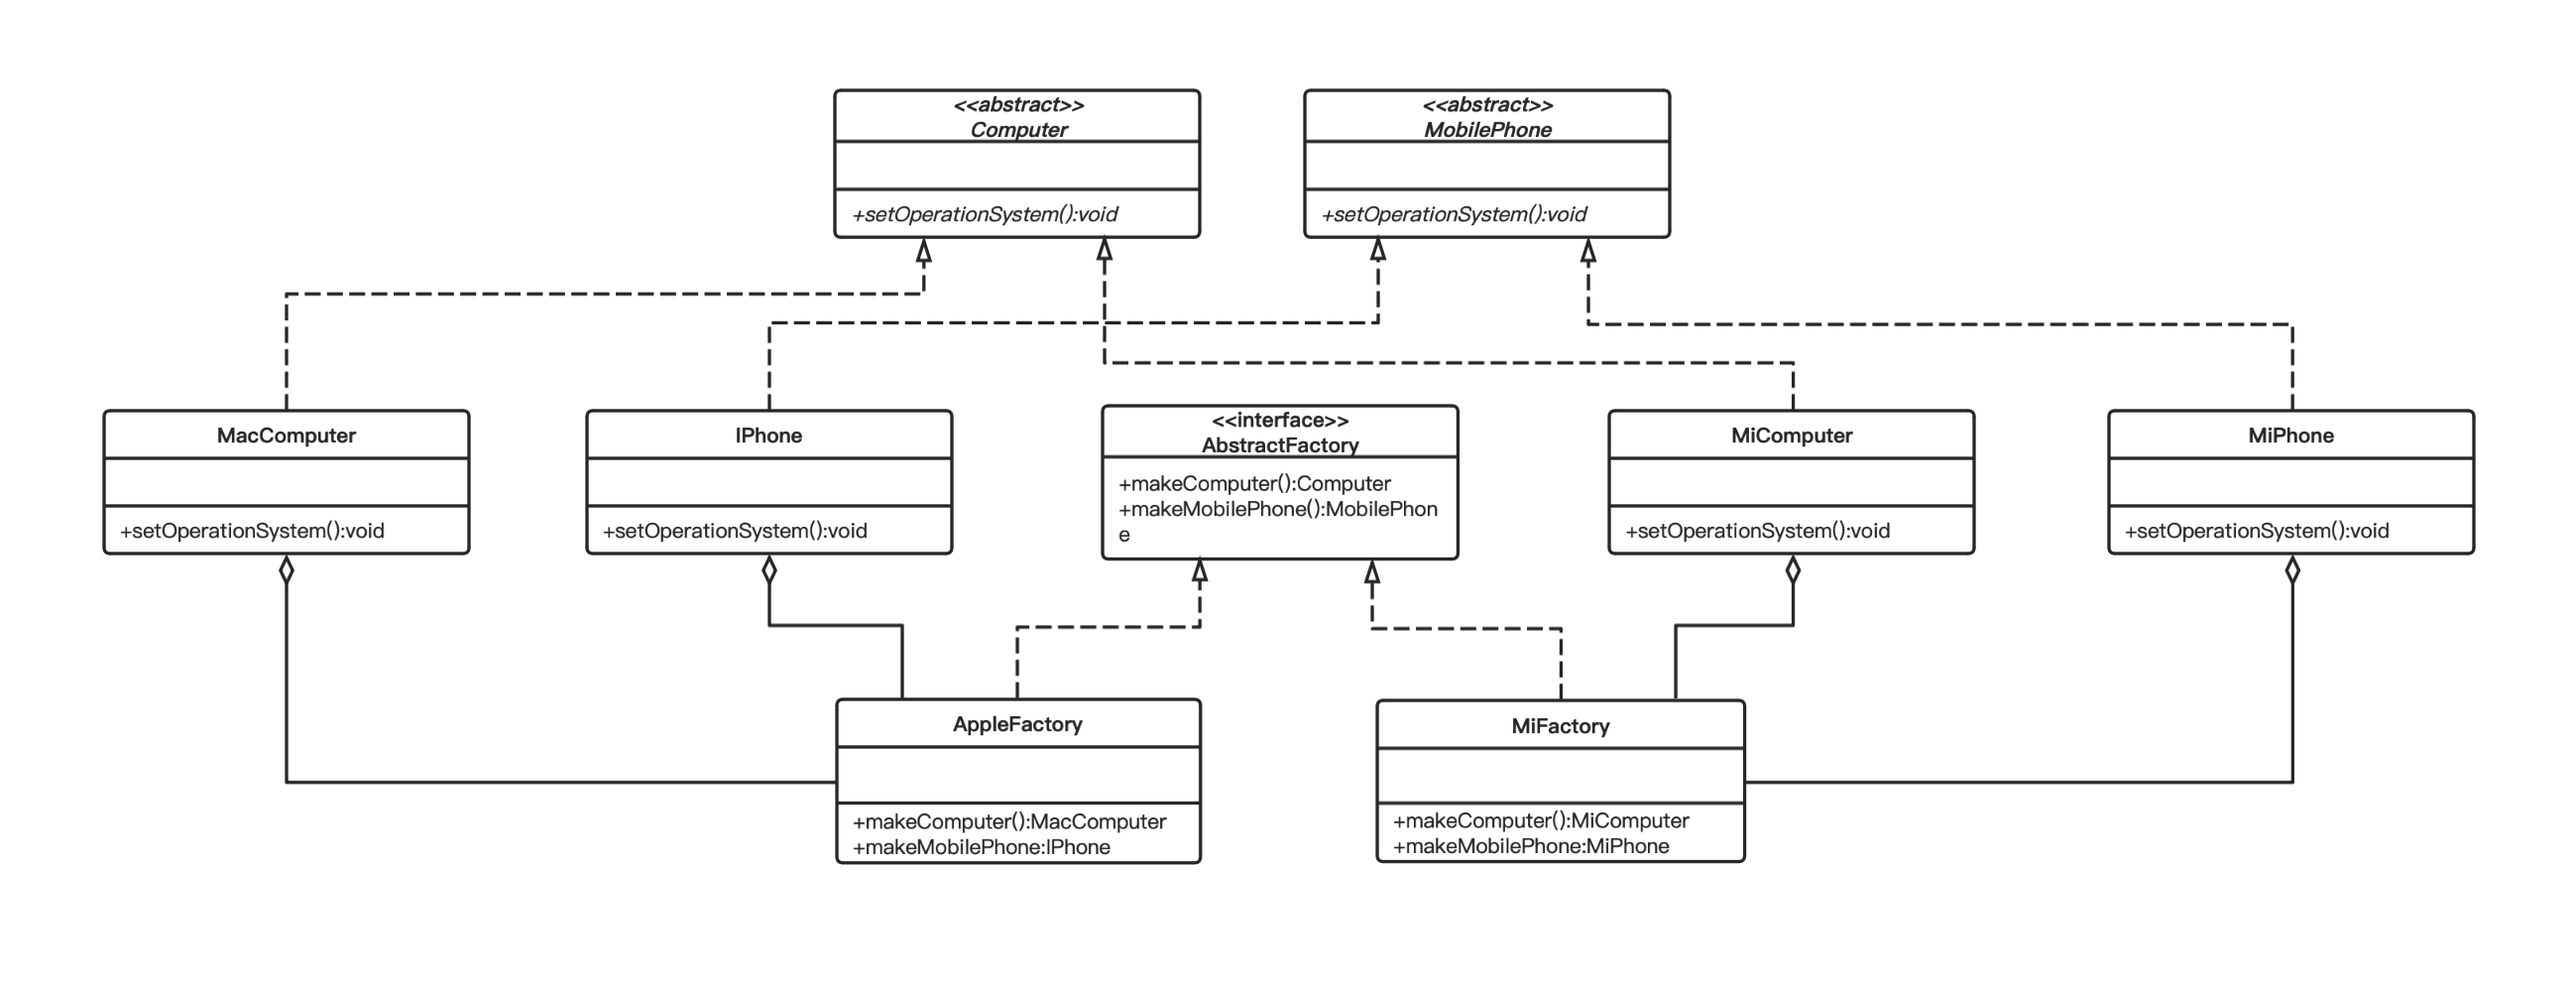 <<abstract>>
Computer
+setOperationSystem():void
<<abstract>>
MobilePhone
+setOperationSystem():void
MacComputer
+setOperationSystem():void
IPhone
+setOperationSystem():void
<<interface>>
AbstractFactory
+makeComputer():Computer
+makeMobilePhone():MobilePhon
e
MiComputer
+setOperationSystem():void
MiPhone
+setOperationSystem():void
AppleFactory
+makeComputer():MacComputer
+makeMobilePhone:IPhone
MiFactory
+makeComputer():MiComputer
+makeMobilePhone:MiPhone